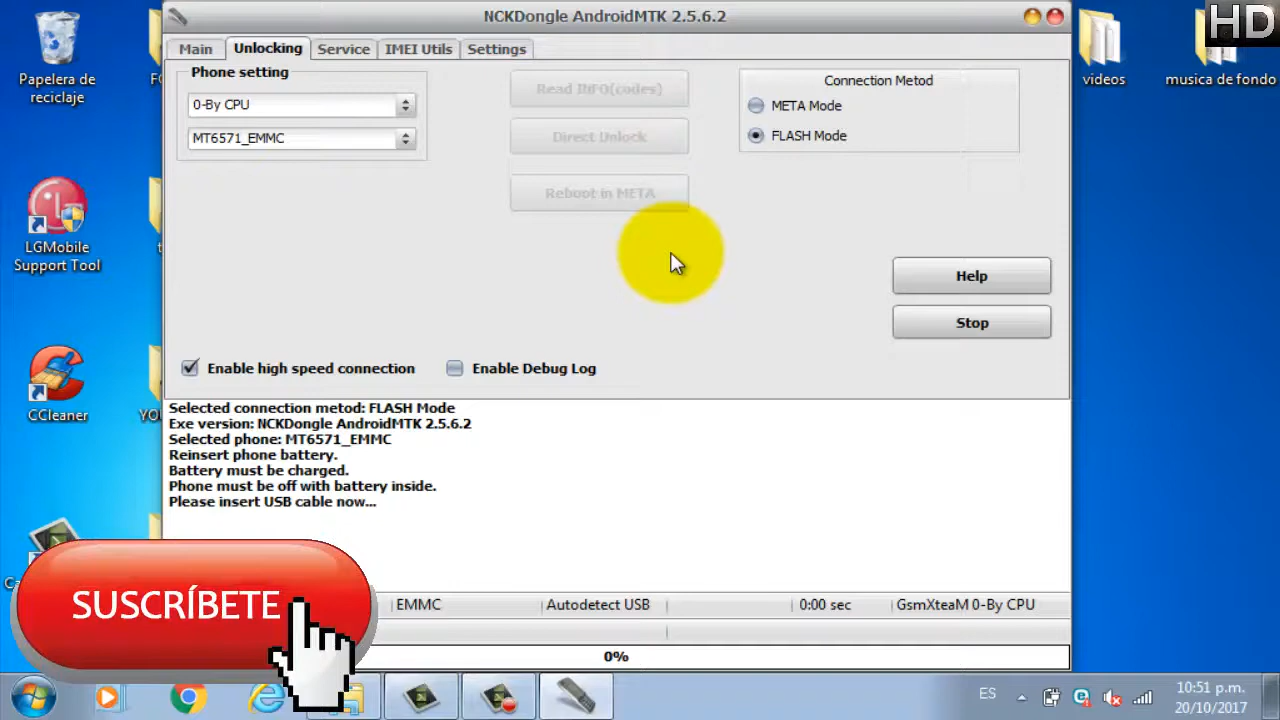 NCKDongle AndroidMTK 2.5.6.2
HD
Papelera de
reciclaje
videos
musica de fondo
Main
Unlocking
Service
IMEI Utils
Settings
Phone setting
0-By CPU
MT6571_EMMC
Read INFO(codes)
Direct Unlock
Reboot in META
Connection Metod
META Mode
FLASH Mode
LGMobile
Support Tool
Help
Stop
CCleaner
Enable high speed connection
Enable Debug Log
Selected connection metod: FLASH Mode
Exe version: NCKDongle AndroidMTK 2.5.6.2
Selected phone: MT6571_EMMC
Reinsert phone battery.
Battery must be charged.
Phone must be off with battery inside.
Please insert USB cable now...
SUSCRÍBETE
EMMC
Autodetect USB
0:00 sec
GsmXteaM 0-By CPU
0%
ES
10:51 p.m.
20/10/2017